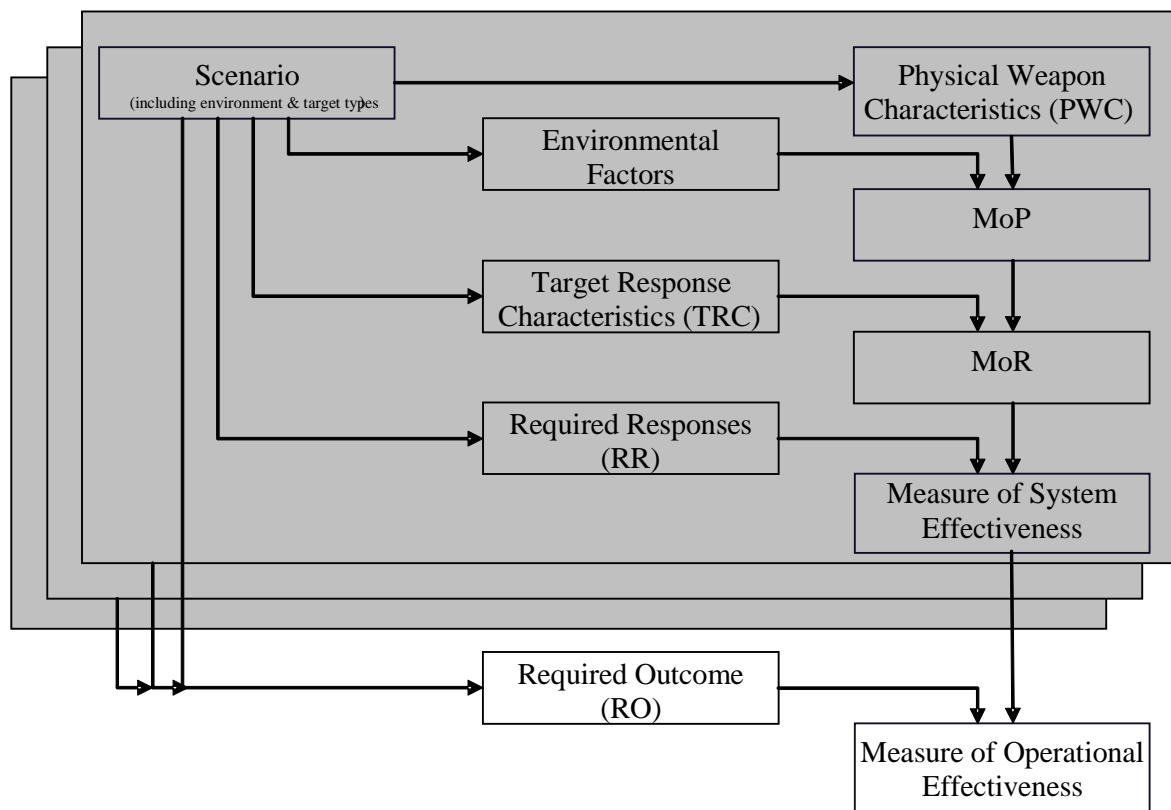 Scenario
(including environment & target types)
Physical Weapon
Characteristics (PWC)
Environmental
Factors
MoP
Target Response
Characteristics (TRC)
MoR
Required Responses
(RR)
Measure of System
Effectiveness
Required Outcome
(RO)
Measure of Operational
Effectiveness